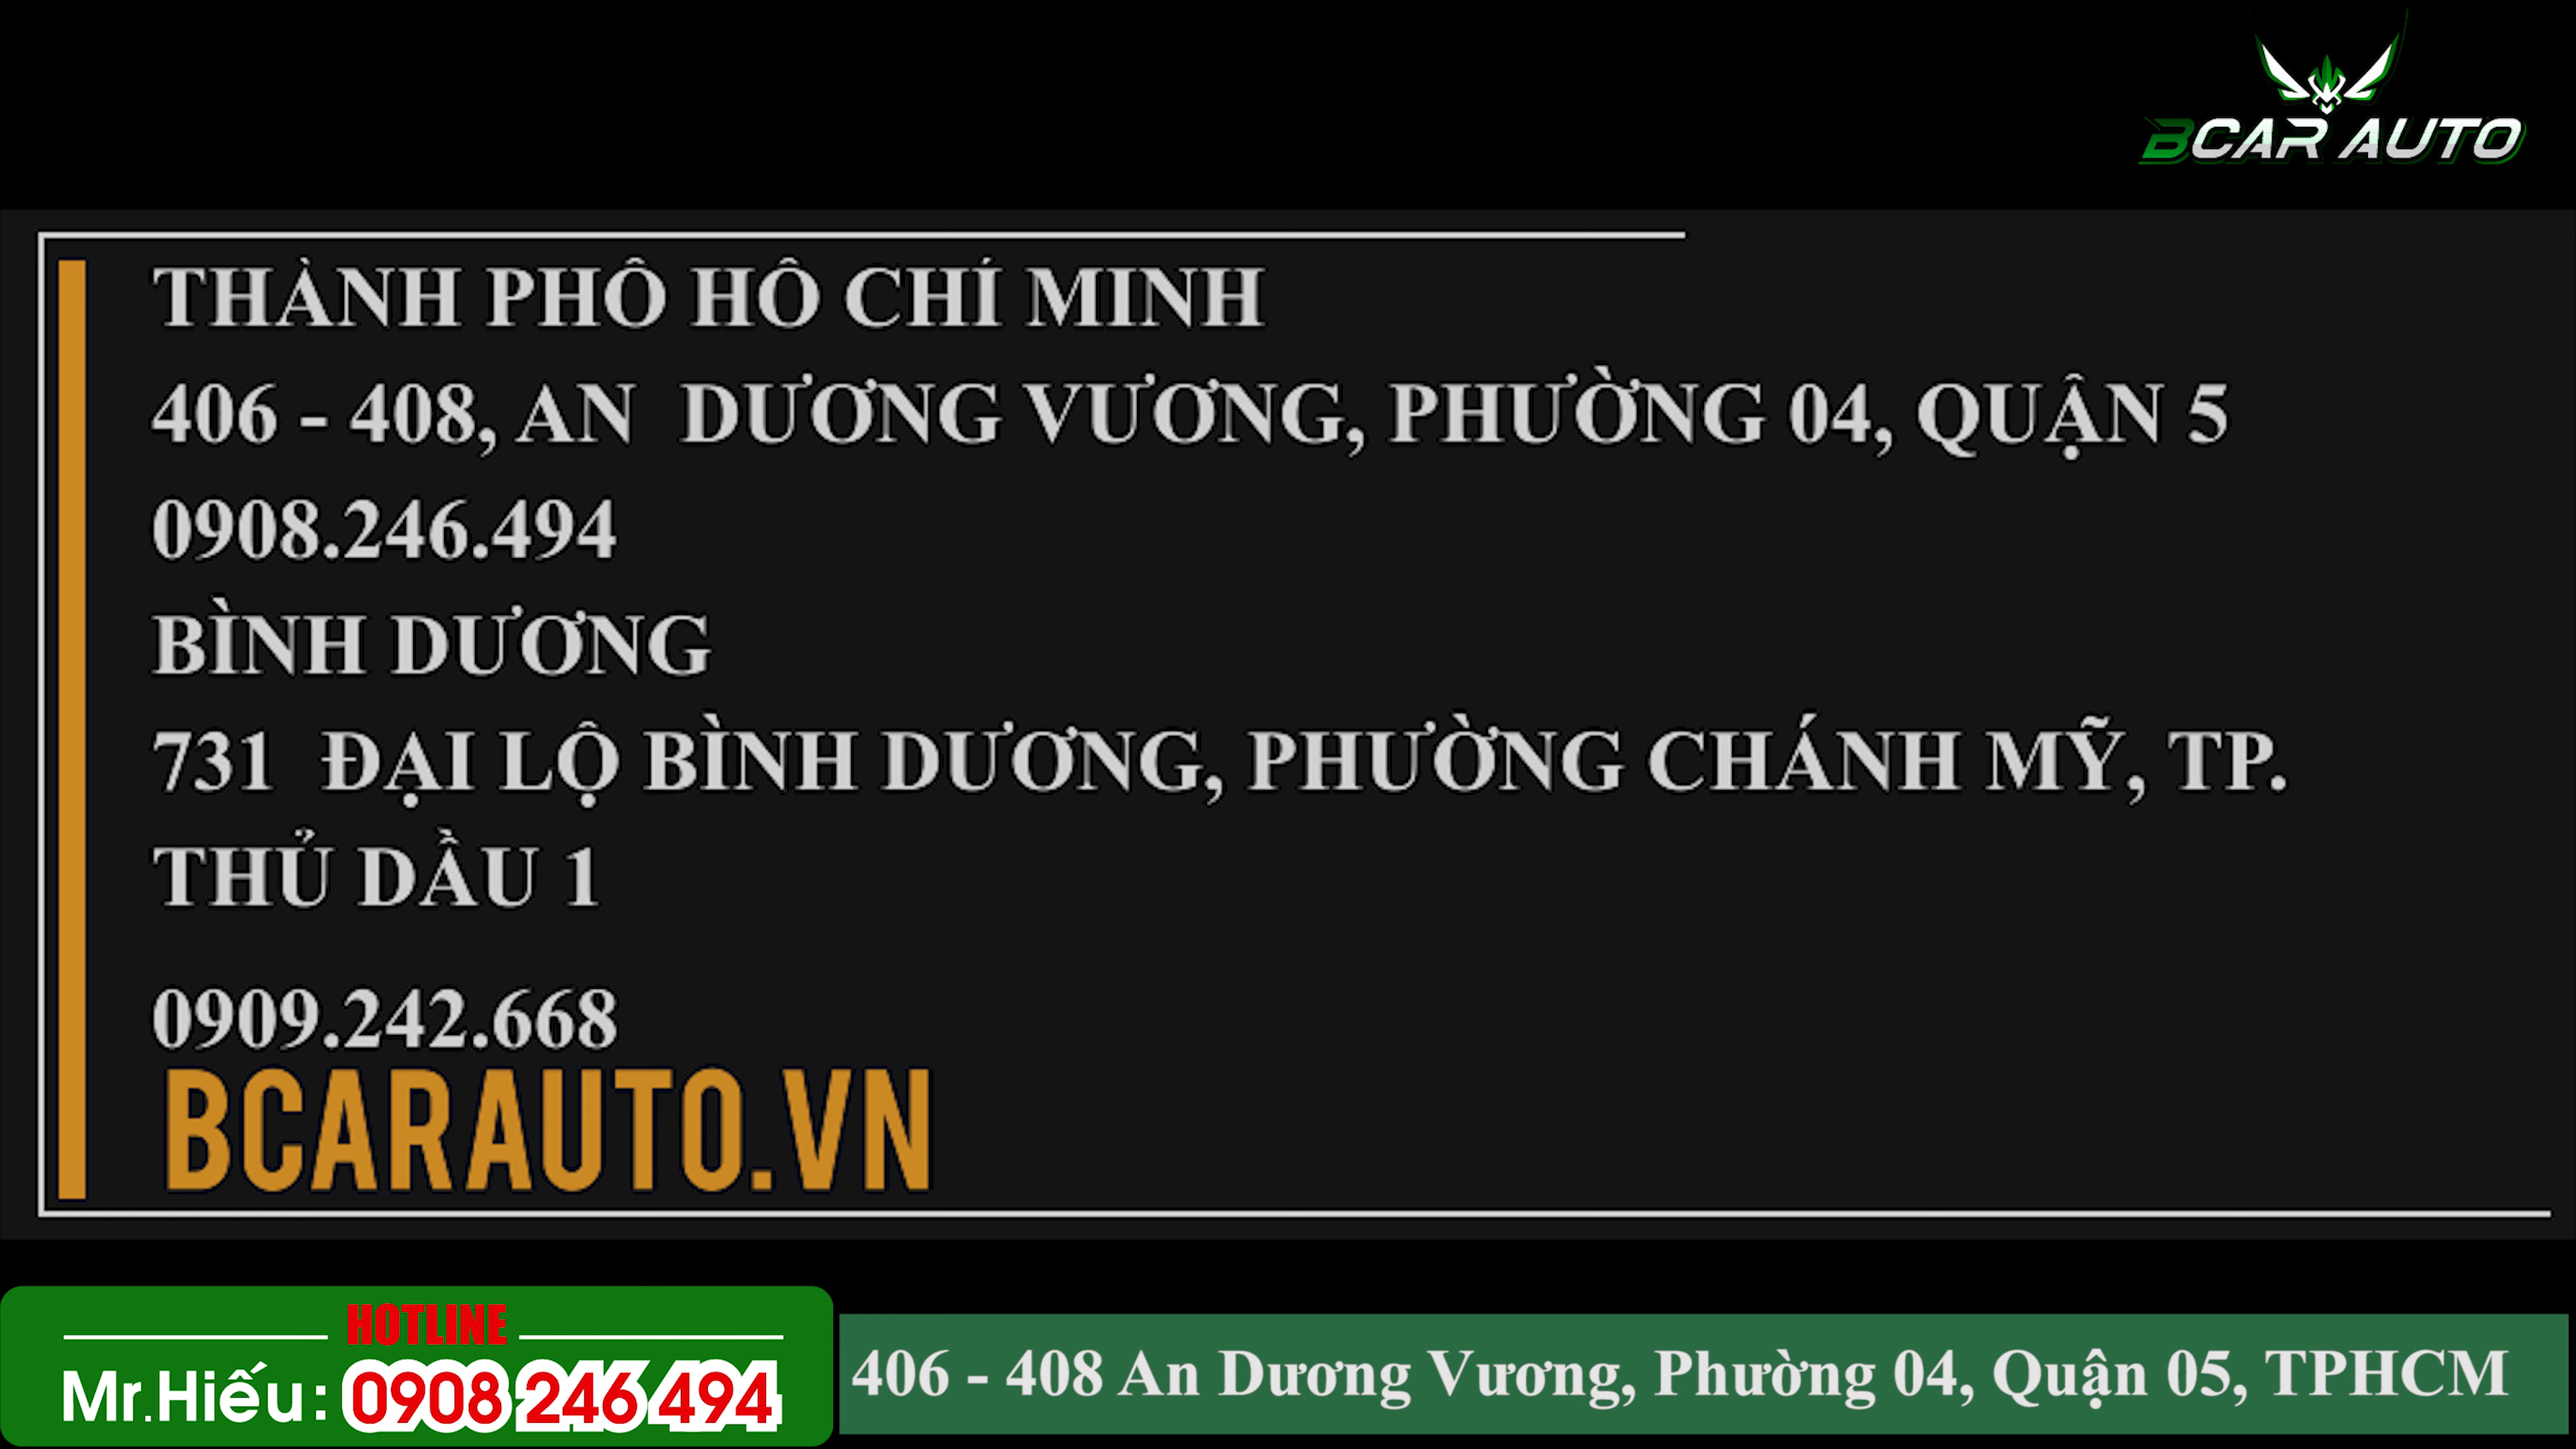 BCAR AUTO
THÀNH PHỐ HỒ CHÍ MINH
406 - 408, AN DƯƠNG VƯƠNG, PHƯỜNG 04, QUẬN 5
0908.246.494
BÌNH DƯƠNG
731 ĐẠI LỘ BÌNH DƯƠNG, PHƯỜNG CHÁNH MỸ, TP.
THỦ DẦU 1
0909.242.668
BCARAUTO.VN
HOTLINE
Mr.Hiếu: 0908 246 494
406 - 408 An Dương Vương, Phường 04, Quận 05, TPHCM